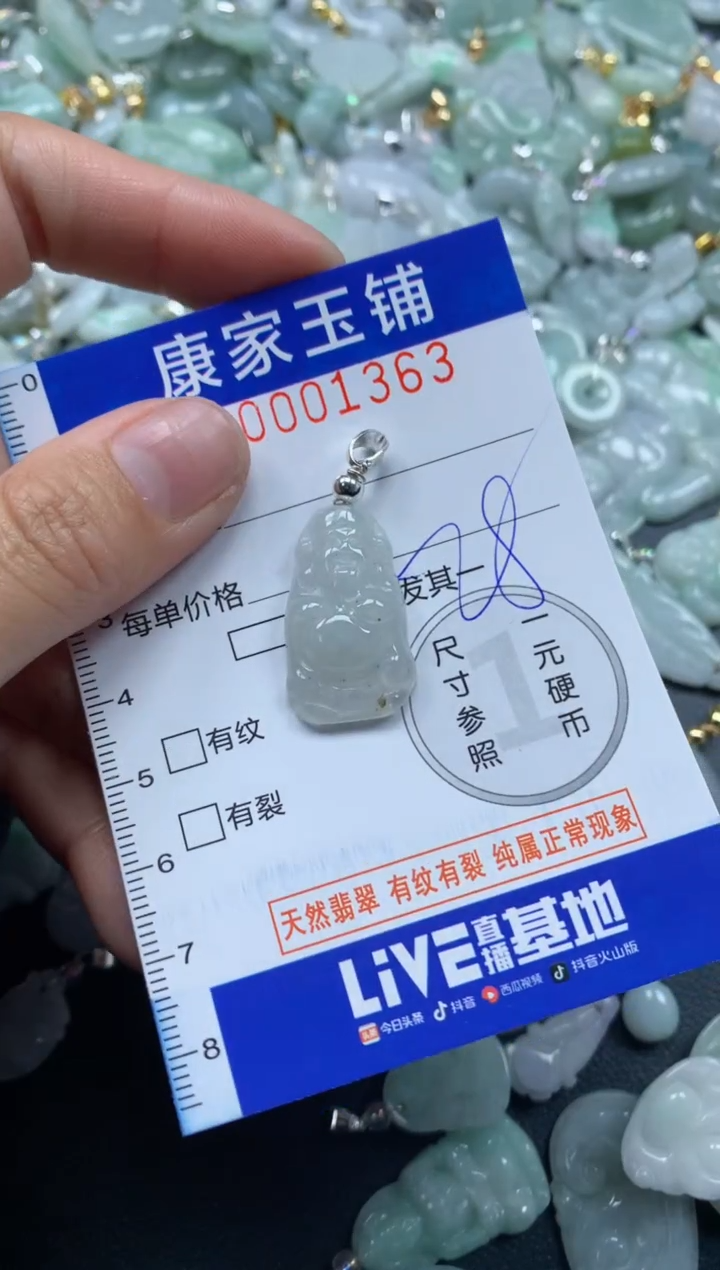 康家玉铺
0001363
28
每单价格
发其一
有纹
有裂
尺寸参照
1
一元硬币
天然翡翠 有纹有裂 纯属正常现象
LiVE直播基地
头条 今日头条 抖音 西瓜视频 抖音火山版
0
3
4
5
6
7
8